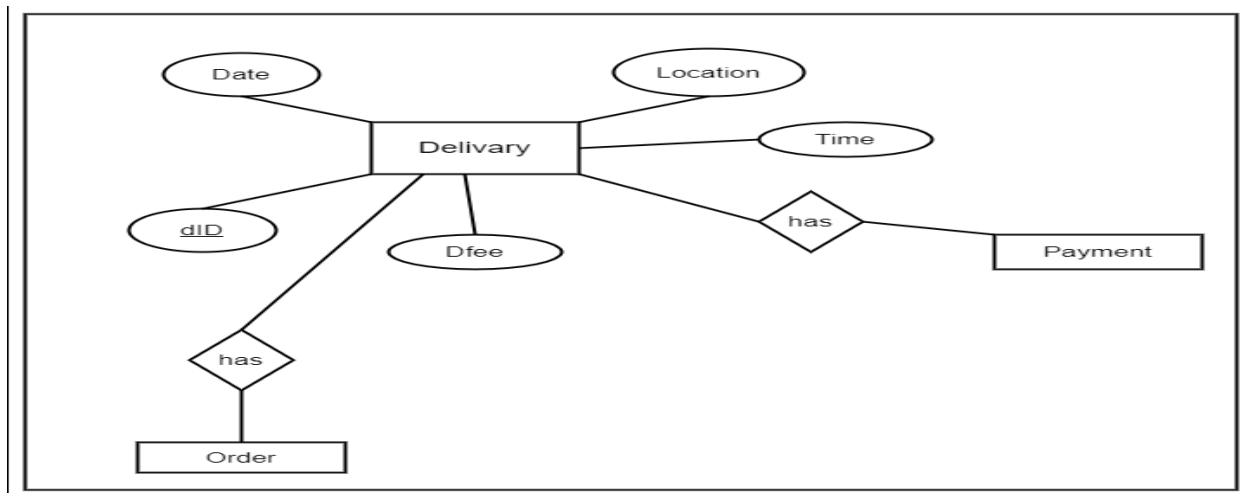 Date
Location
Delivary
Time
dID
Dfee
has
Payment
has
Order